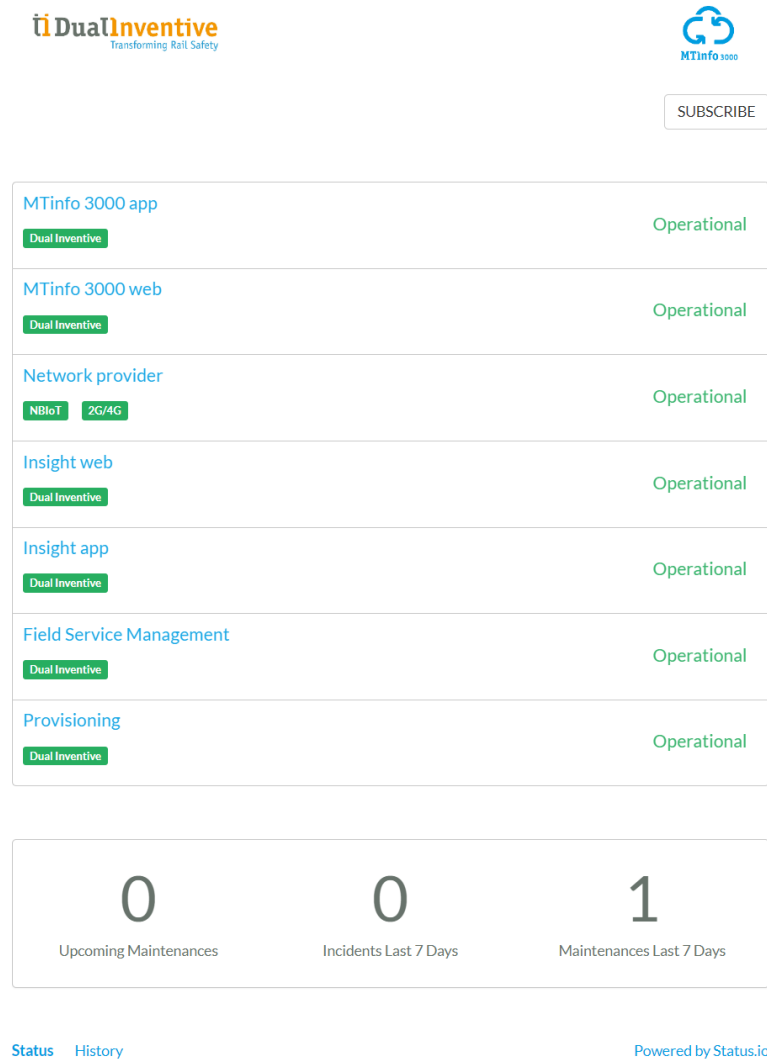 DualInventive
Transforming Rail Safety
MTinfo 3000
SUBSCRIBE
MTinfo 3000 app
Dual Inventive
Operational
MTinfo 3000 web
Dual Inventive
Operational
Network provider
NBIoT 2G/4G
Operational
Insight web
Dual Inventive
Operational
Insight app
Dual Inventive
Operational
Field Service Management
Dual Inventive
Operational
Provisioning
Dual Inventive
Operational
0 0 1
Upcoming Maintenances Incidents Last 7 Days Maintenances Last 7 Days
Status History Powered by Status.io